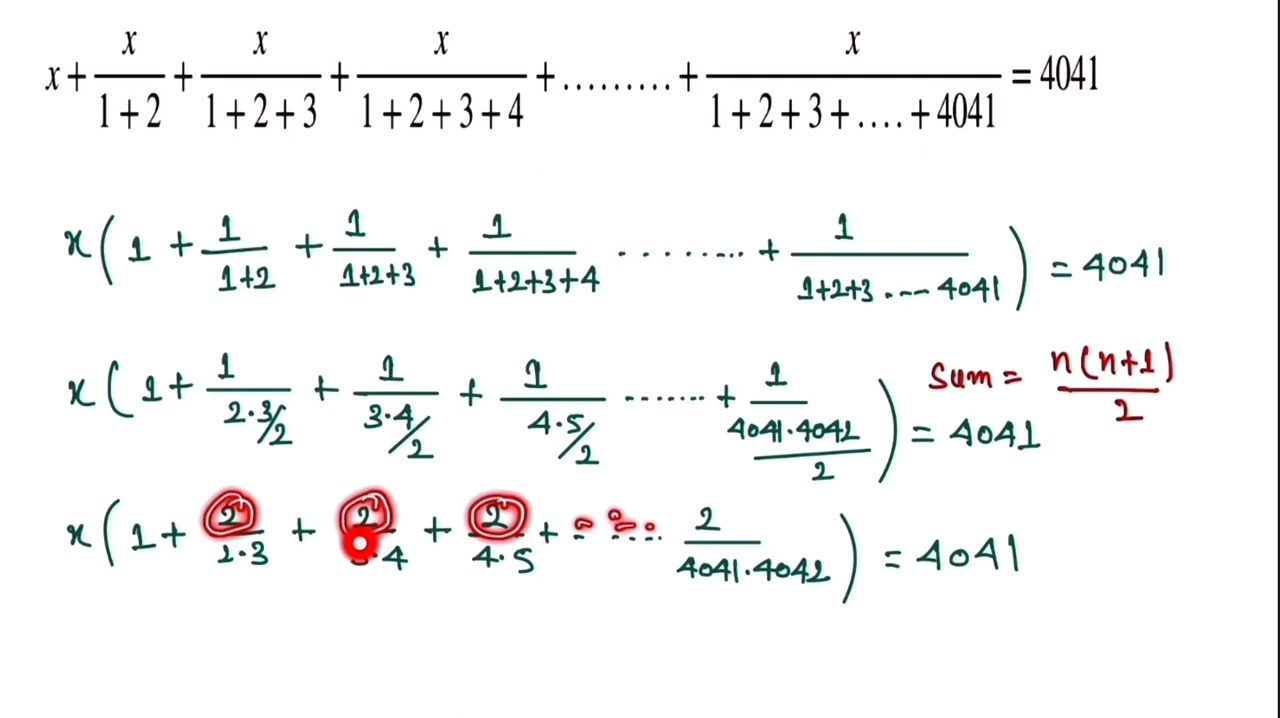 x + x/(1+2) + x/(1+2+3) + x/(1+2+3+4) + ......... + x/(1+2+3+....+4041) = 4041
x(1 + 1/(1+2) + 1/(1+2+3) + 1/(1+2+3+4) ........ + 1/(1+2+3....4041)) = 4041
Sum = n(n+1)/2
x(1 + 1/(2·3/2) + 1/(3·4/2) + 1/(4·5/2) ....... + 1/(4041·4042/2)) = 4041
x(1 + 2/(2·3) + 2/(·4) + 2/(4·5) + ...... 2/(4041·4042)) = 4041